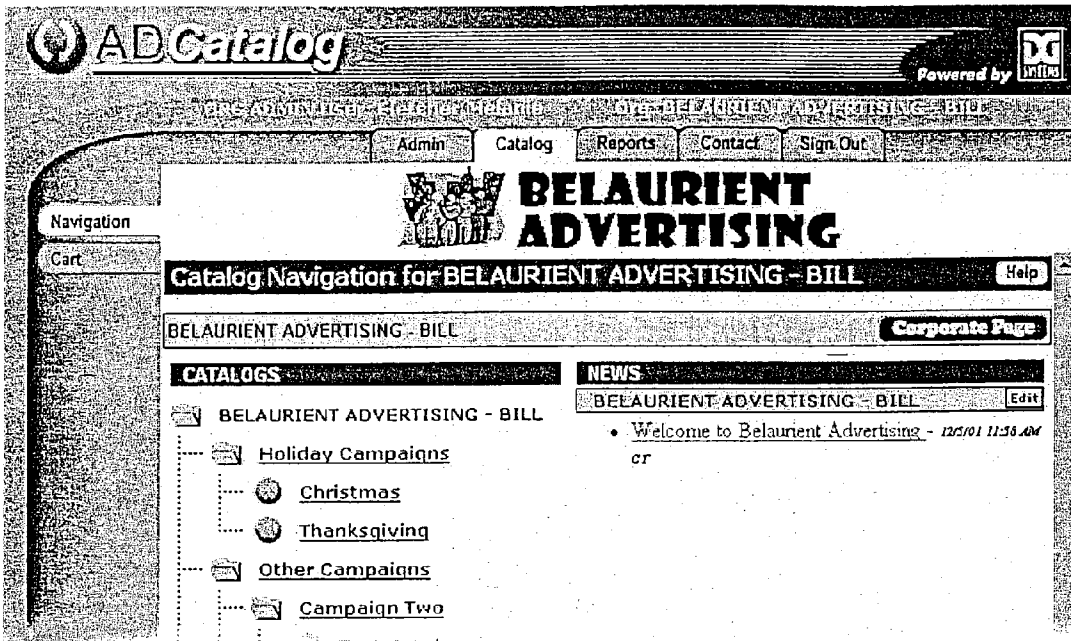 ADCatalog
Powered by
Admin Catalog Reports Contact Sign Out
BELAURIENT
ADVERTISING
Navigation
Cart
Catalog Navigation for BELAURIENT ADVERTISING - BILL Help
BELAURIENT ADVERTISING - BILL Corporate Page
CATALOGS NEWS
BELAURIENT ADVERTISING - BILL Edit
BELAURIENT ADVERTISING - BILL
• Welcome to Belaurient Advertising - 12/5/01 11:58 AM
CT
Holiday Campaigns
Christmas
Thanksgiving
Other Campaigns
Campaign Two